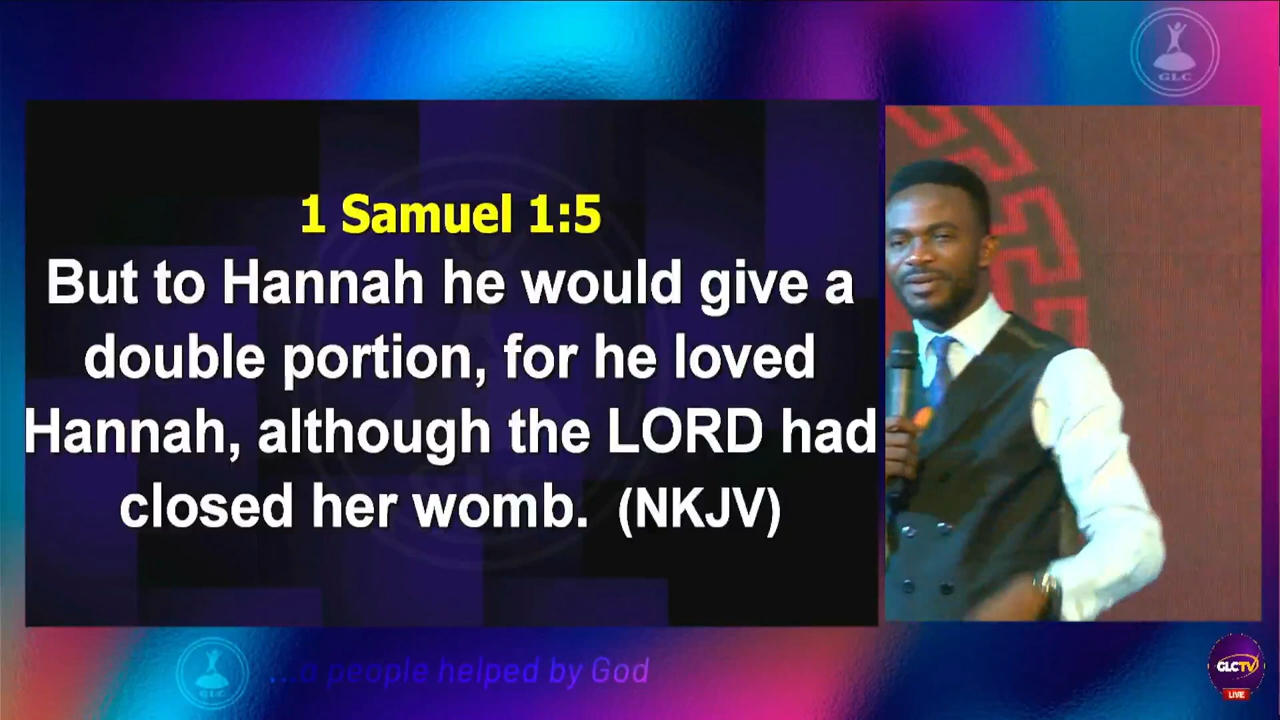 GLC
1 Samuel 1:5
But to Hannah he would give a
double portion, for he loved
Hannah, although the LORD had
closed her womb. (NKJV)
GLC
...a people helped by God
GLCTV
LIVE